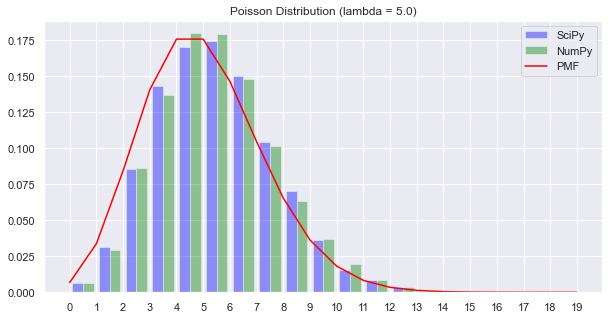 Poisson Distribution (lambda = 5.0)
SciPy
NumPy
PMF
0.175
0.150
0.125
0.100
0.075
0.050
0.025
0.000
0 1 2 3 4 5 6 7 8 9 10 11 12 13 14 15 16 17 18 19